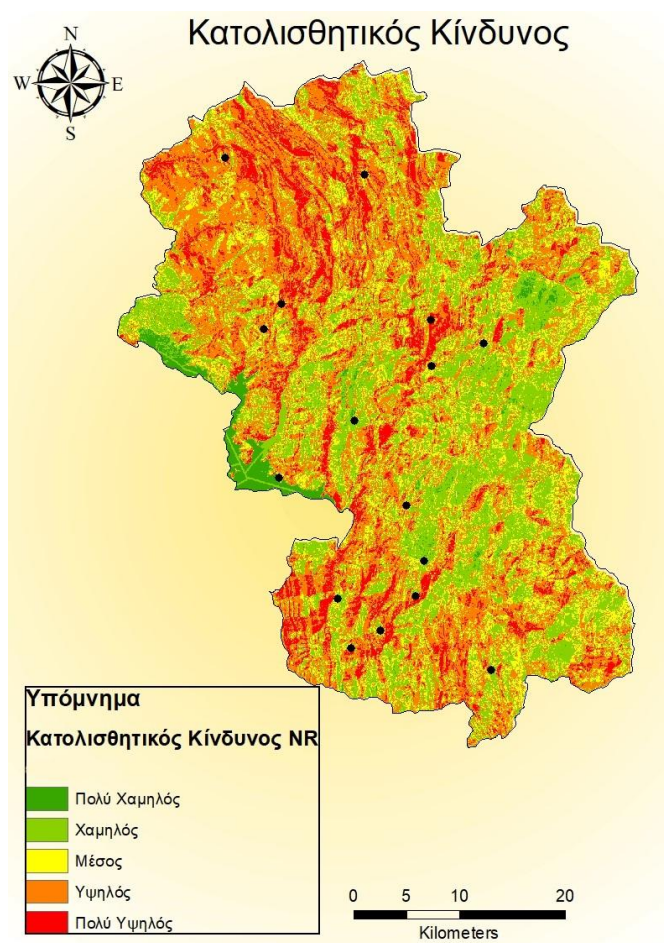 Κατολισθητικός Κίνδυνος
N
W E
S
Υπόμνημα
Κατολισθητικός Κίνδυνος NR
Πολύ Χαμηλός
Χαμηλός
Μέσος
Υψηλός
Πολύ Υψηλός
0 5 10 20
Kilometers